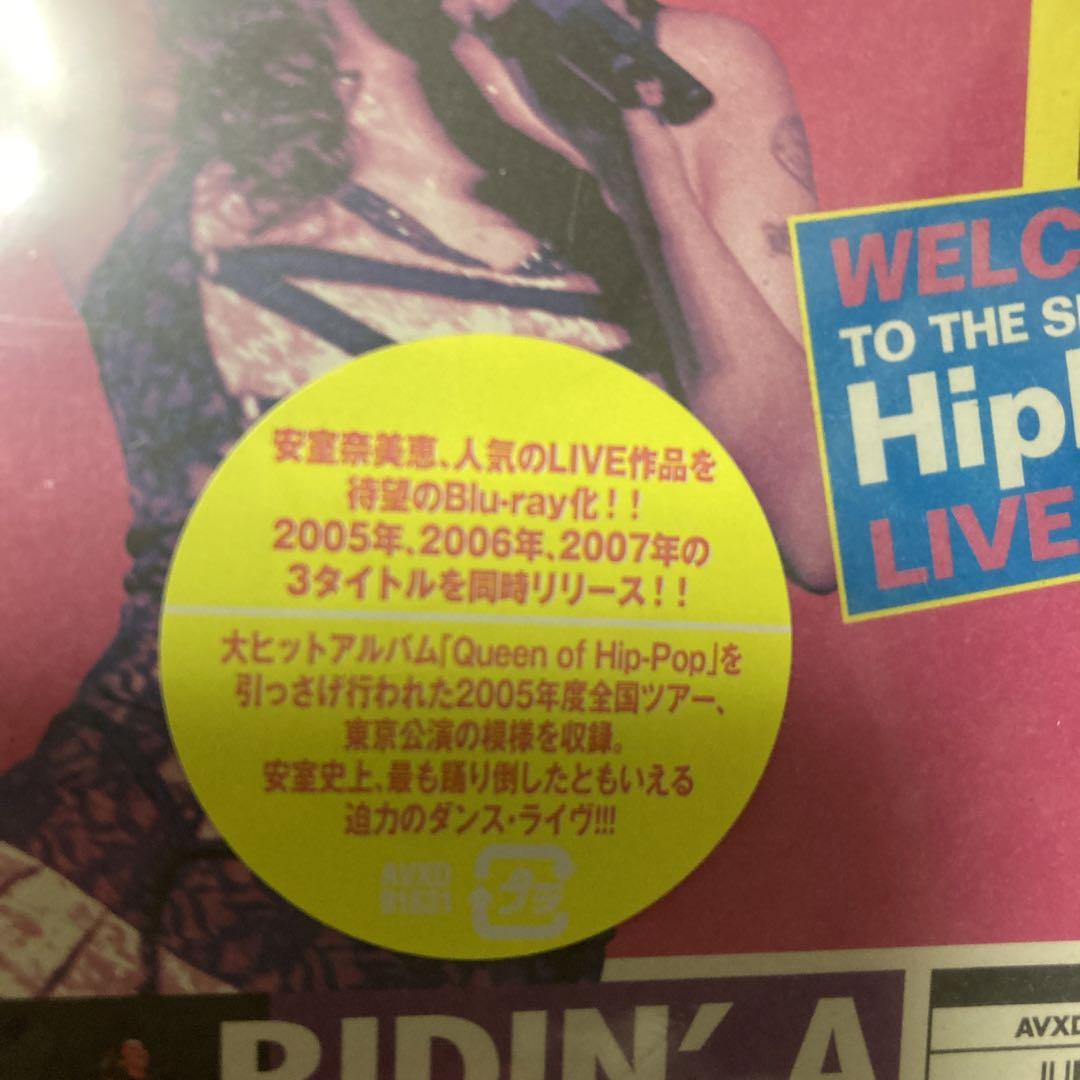 WELC
TO THE S
Hip
LIVE
安室奈美恵、人気のLIVE作品を
待望のBlu-ray化！！
2005年、2006年、2007年の
3タイトルを同時リリース！！
大ヒットアルバム「Queen of Hip-Pop」を
引っさげ行われた2005年度全国ツアー、
東京公演の模様を収録。
安室史上、最も踊り倒したともいえる
迫力のダンス・ライヴ!!!
AVXD
91631
プラ
RIDIN' A
AVXD